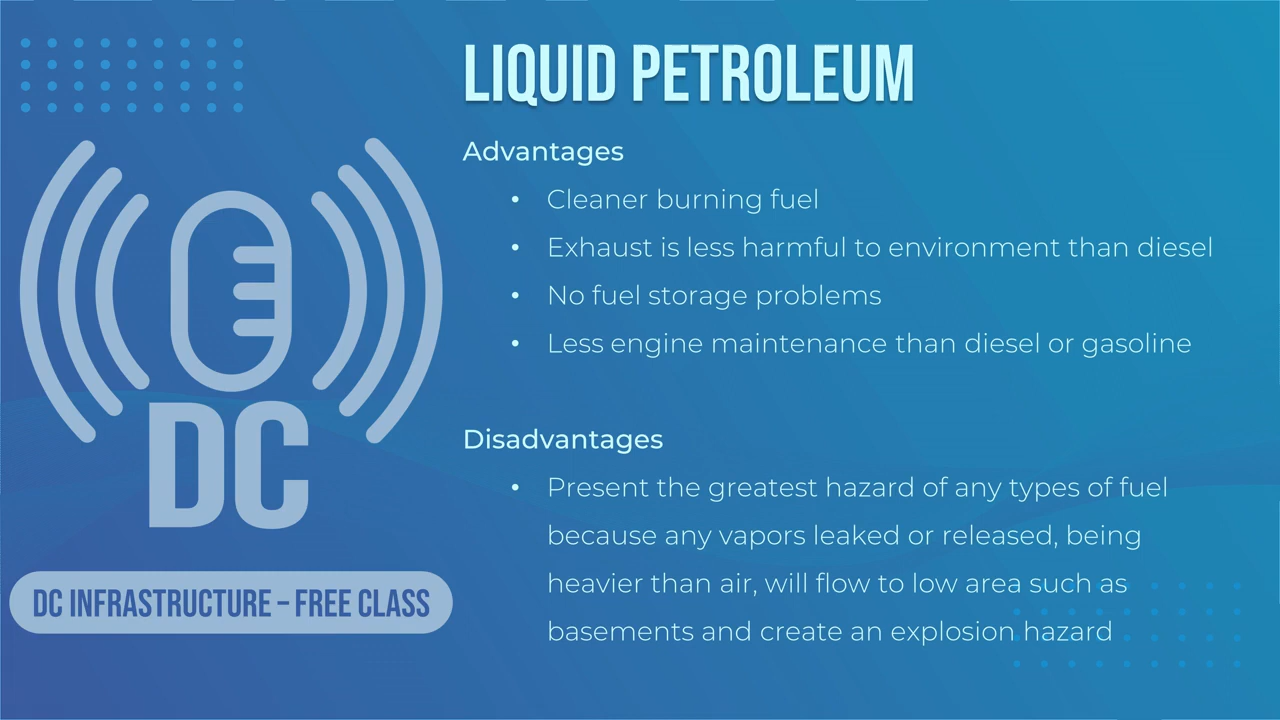 LIQUID PETROLEUM
Advantages
• Cleaner burning fuel
• Exhaust is less harmful to environment than diesel
• No fuel storage problems
• Less engine maintenance than diesel or gasoline
Disadvantages
• Present the greatest hazard of any types of fuel
because any vapors leaked or released, being
heavier than air, will flow to low area such as
basements and create an explosion hazard
DC
DC INFRASTRUCTURE – FREE CLASS